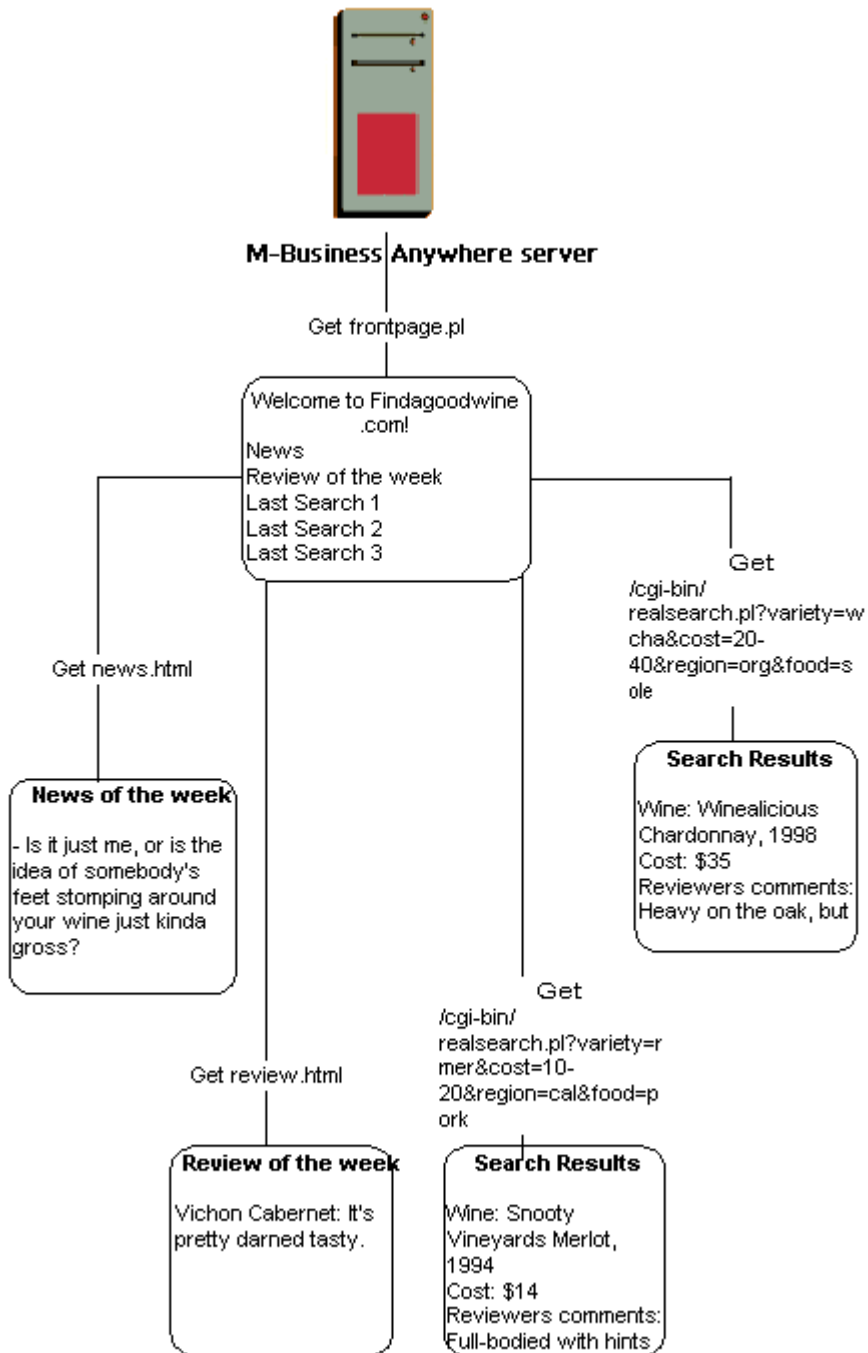 M-Business Anywhere server
Get frontpage.pl
Welcome to Findagoodwine
.com!
News
Review of the week
Last Search 1
Last Search 2
Last Search 3
Get news.html
News of the week
- Is it just me, or is the
idea of somebody's
feet stomping around
your wine just kinda
gross?
Get review.html
Review of the week
Vichon Cabernet: It's
pretty darned tasty.
Get
/cgi-bin/
realsearch.pl?variety=r
mer&cost=10-
20&region=cal&food=p
ork
Search Results
Wine: Snooty
Vineyards Merlot,
1994
Cost: $14
Reviewers comments:
Full-bodied with hints
Get
/cgi-bin/
realsearch.pl?variety=w
cha&cost=20-
40&region=org&food=s
ole
Search Results
Wine: Winealicious
Chardonnay, 1998
Cost: $35
Reviewers comments:
Heavy on the oak, but